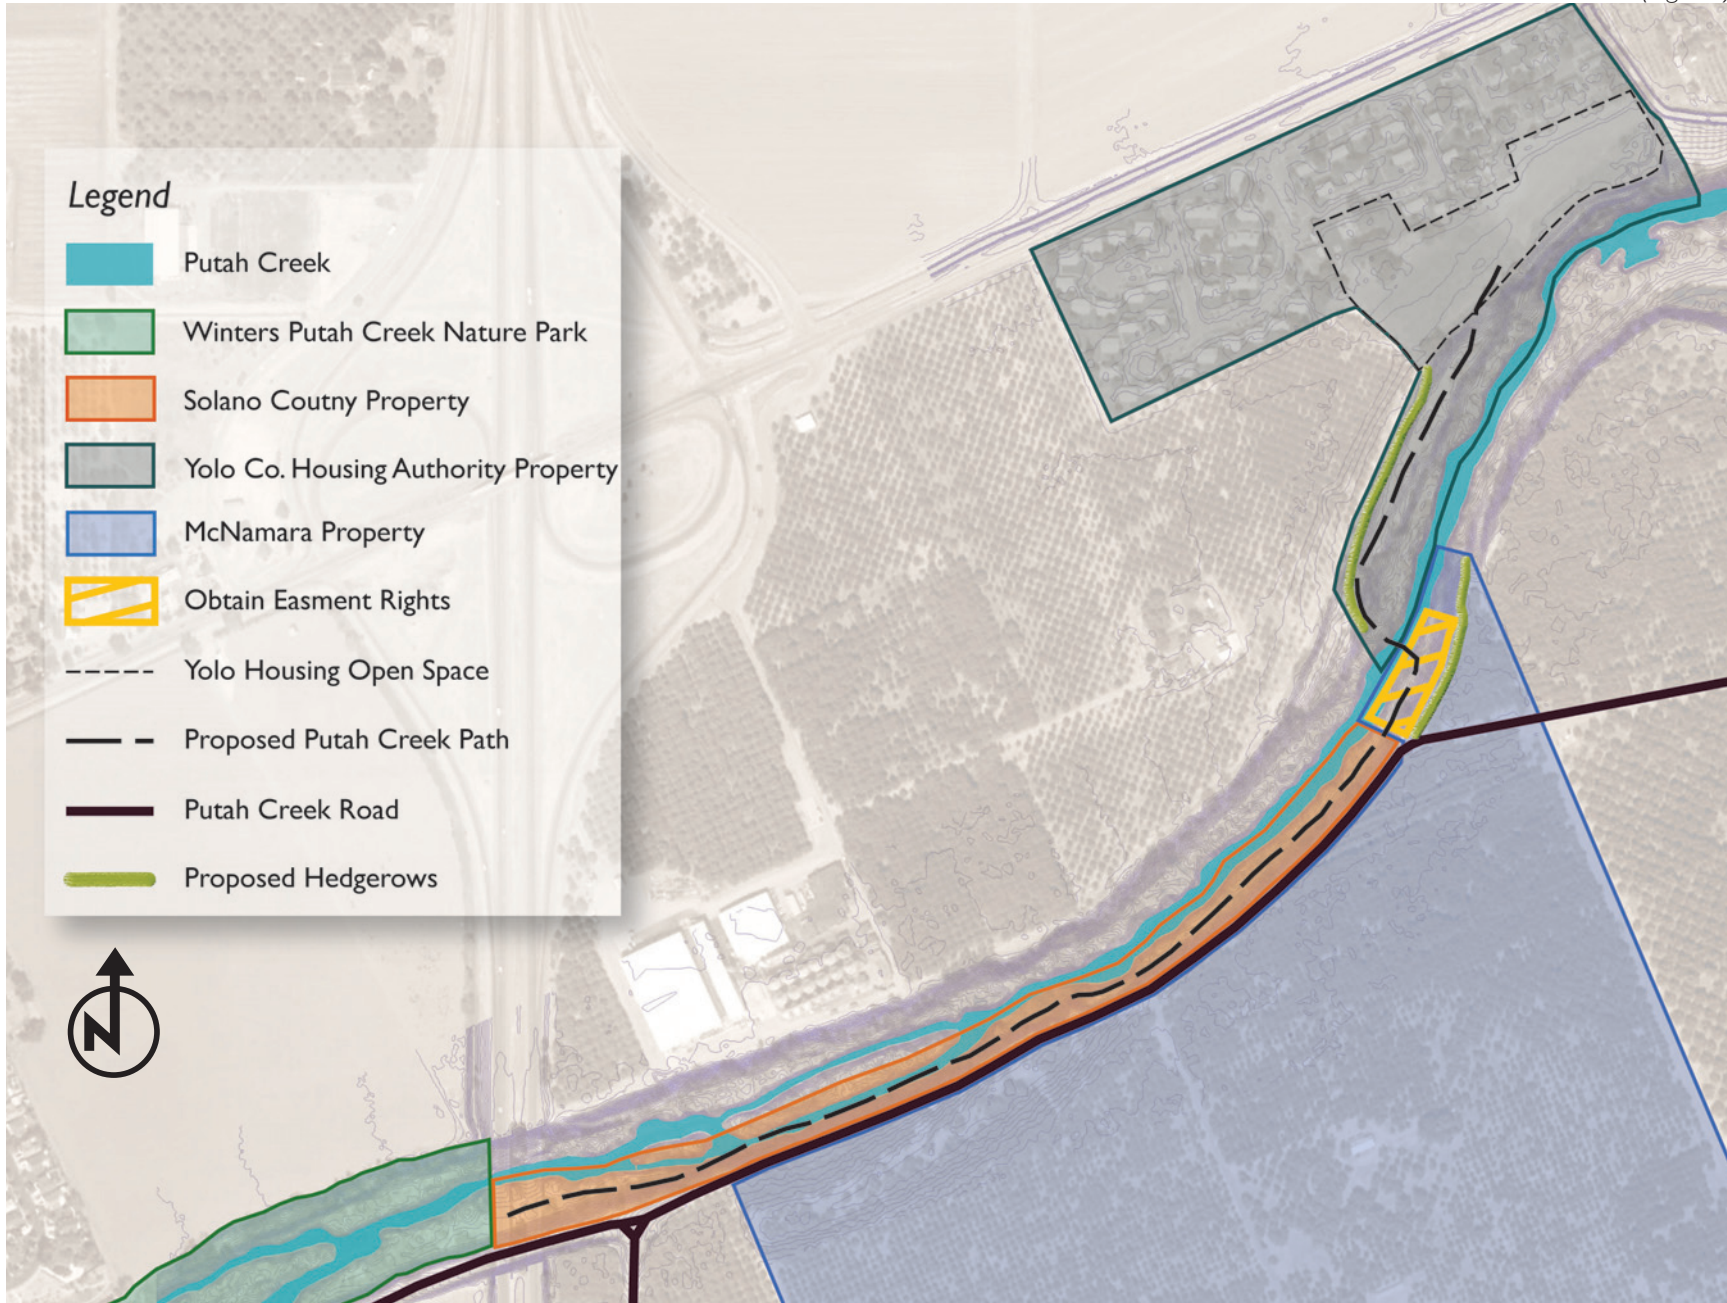 Legend
Putah Creek
Winters Putah Creek Nature Park
Solano Coutny Property
Yolo Co. Housing Authority Property
McNamara Property
Obtain Easment Rights
Yolo Housing Open Space
Proposed Putah Creek Path
Putah Creek Road
Proposed Hedgerows
N